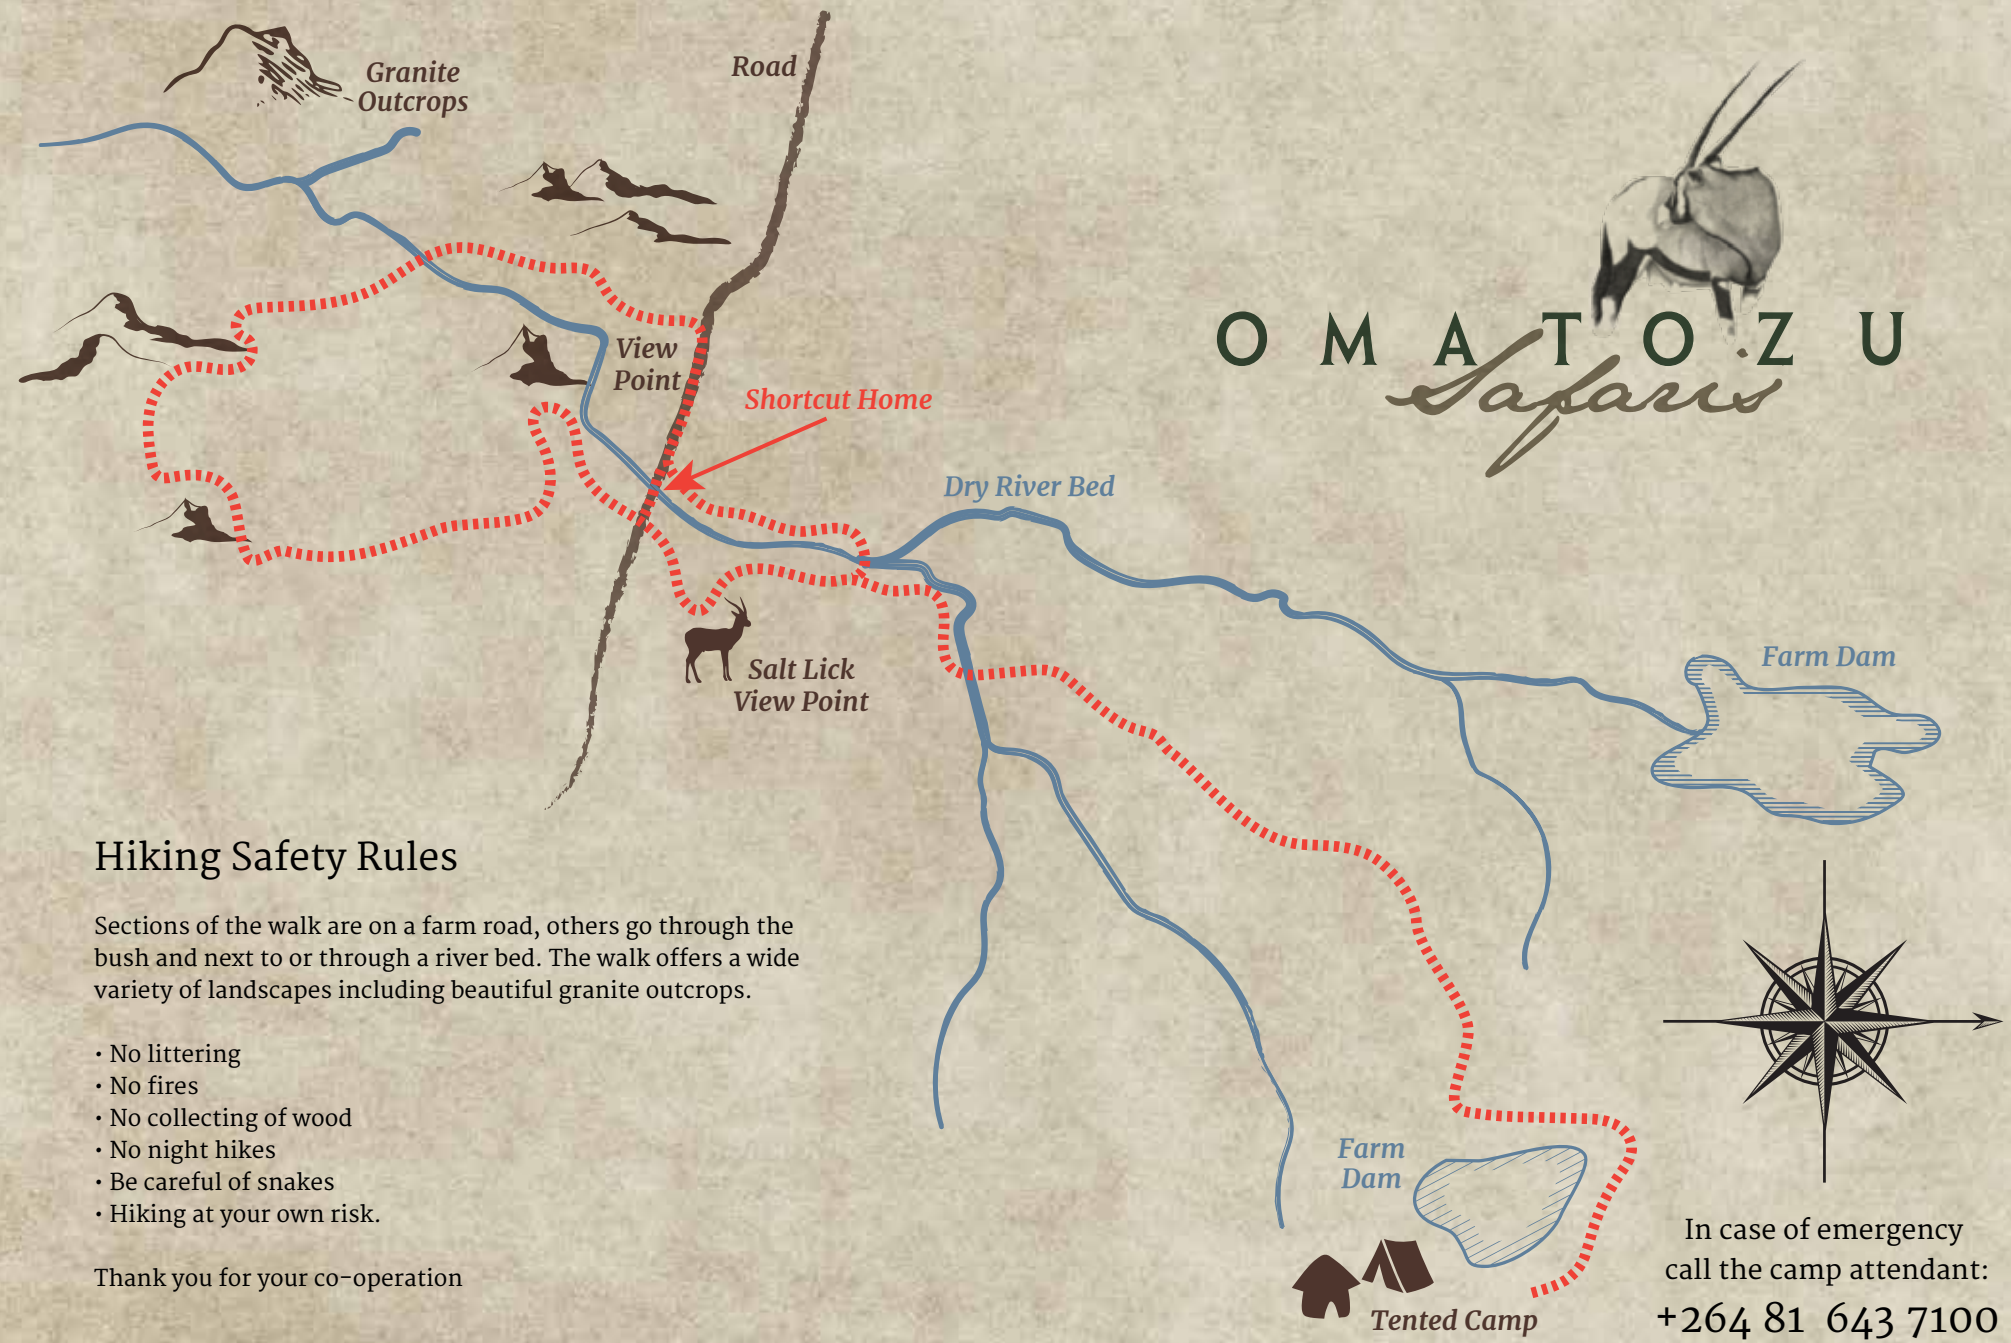 Granite
Outcrops
Road
OMATOZU
Safaris
View
Point
Shortcut Home
Dry River Bed
Farm Dam
Salt Lick
View Point
Hiking Safety Rules
Sections of the walk are on a farm road, others go through the
bush and next to or through a river bed. The walk offers a wide
variety of landscapes including beautiful granite outcrops.
• No littering
• No fires
• No collecting of wood
• No night hikes
• Be careful of snakes
• Hiking at your own risk.
Thank you for your co-operation
Farm
Dam
Tented Camp
In case of emergency
call the camp attendant:
+264 81 643 7100